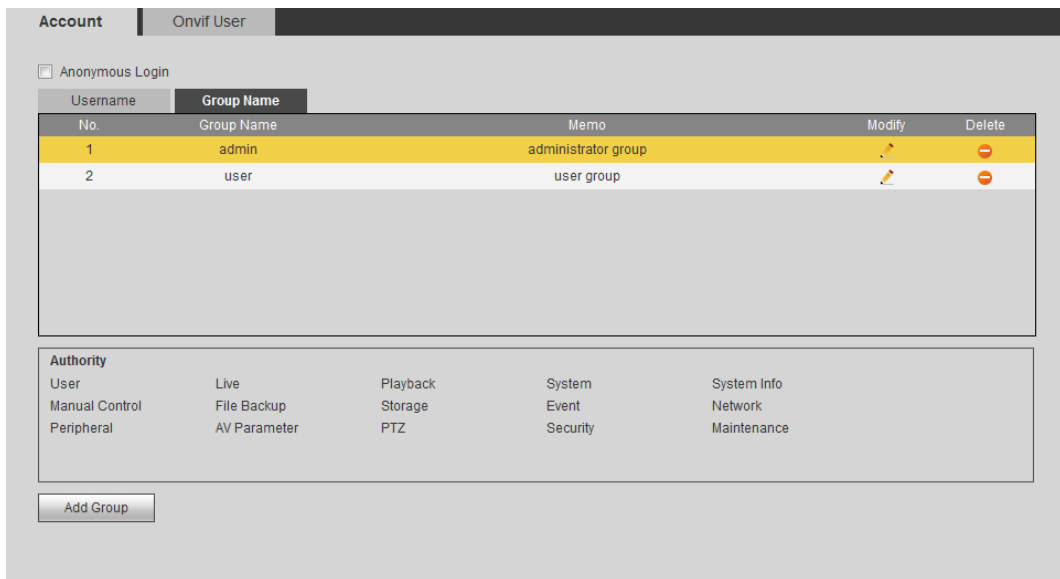 Account Onvif User
Anonymous Login
Username Group Name
No. Group Name Memo Modify Delete
1 admin administrator group
2 user user group
Authority
User Live Playback System System Info
Manual Control File Backup Storage Event Network
Peripheral AV Parameter PTZ Security Maintenance
Add Group